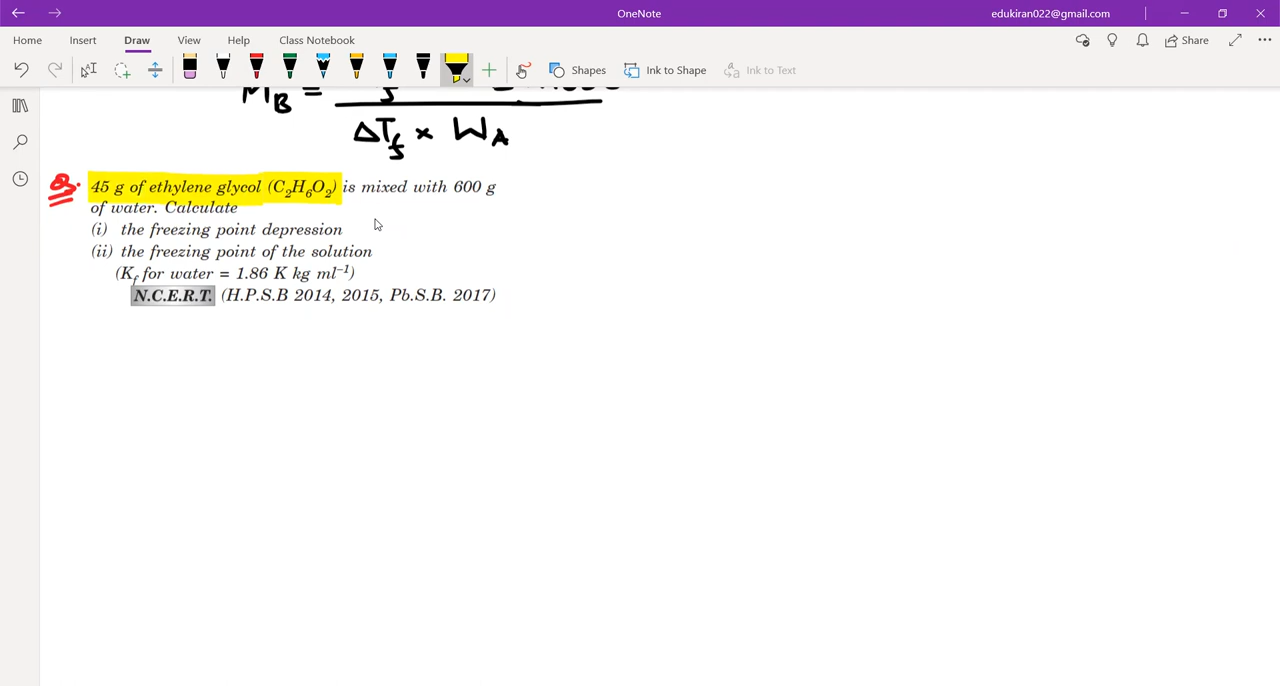 OneNote
edukiran022@gmail.com
Home Insert Draw View Help Class Notebook
Share
Shapes Ink to Shape Ink to Text
M_B =
ΔT_f × W_A
Q. 45 g of ethylene glycol (C₂H₆O₂) is mixed with 600 g
of water. Calculate
(i) the freezing point depression
(ii) the freezing point of the solution
(K_f for water = 1.86 K kg ml⁻¹)
N.C.E.R.T. (H.P.S.B 2014, 2015, Pb.S.B. 2017)